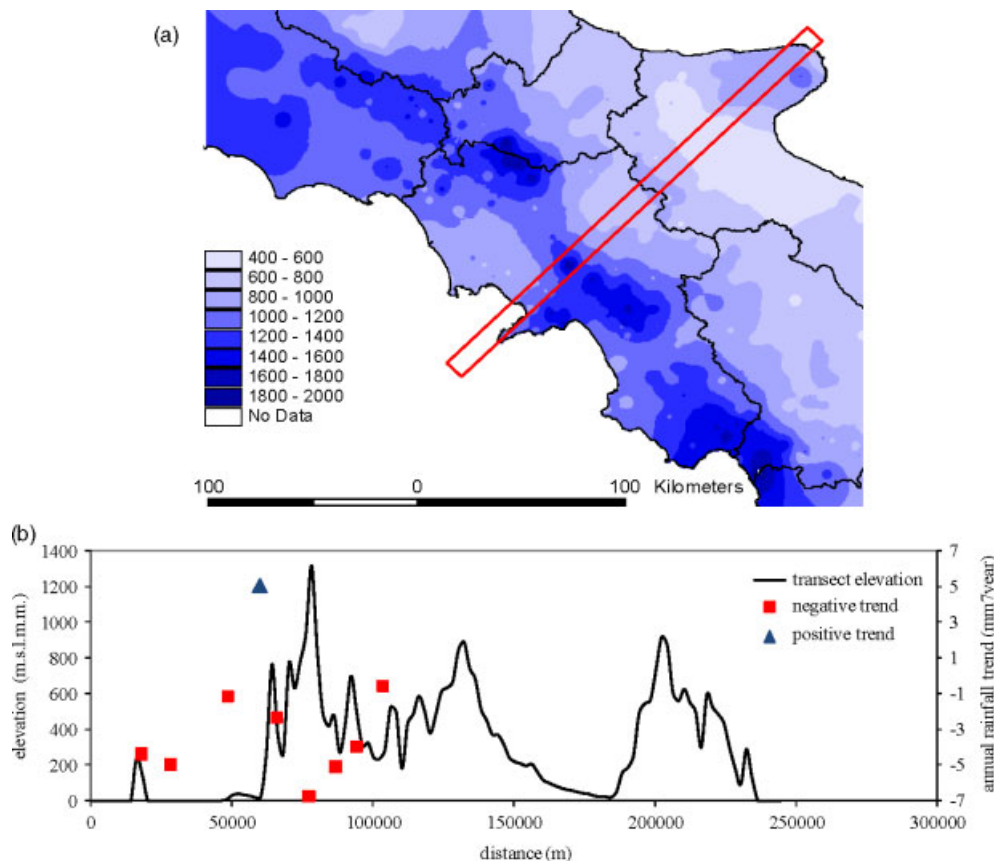 (a)
400 - 600
600 - 800
800 - 1000
1000 - 1200
1200 - 1400
1400 - 1600
1600 - 1800
1800 - 2000
No Data
100 0 100 Kilometers
(b)
elevation (m.s.l.m.m.)
1400
1200
1000
800
600
400
200
0
transect elevation
negative trend
positive trend
7
5
3
1
-1
-3
-5
-7
annual rainfall trend (mm7year)
0 50000 100000 150000 200000 250000 300000
distance (m)